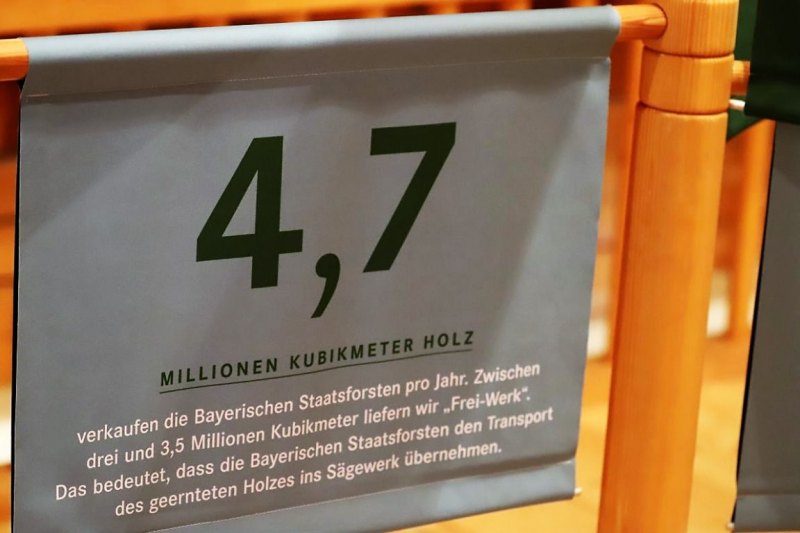 4,7
MILLIONEN KUBIKMETER HOLZ
verkaufen die Bayerischen Staatsforsten pro Jahr. Zwischen
drei und 3,5 Millionen Kubikmeter liefern wir „Frei-Werk“.
Das bedeutet, dass die Bayerischen Staatsforsten den Transport
des geernteten Holzes ins Sägewerk übernehmen.